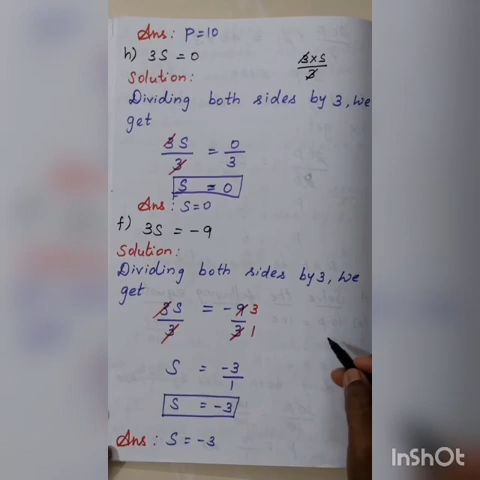 Ans: P=10
h) 3S = 0
3×S
3
Solution:
Dividing both sides by 3, we
get
3S = 0
3 3
S = 0
Ans: S=0
f) 3S = -9
Solution:
Dividing both sides by 3, we
get
3S = -9 3
3 3 1
S = -3
1
S = -3
Ans: S = -3
InShOt